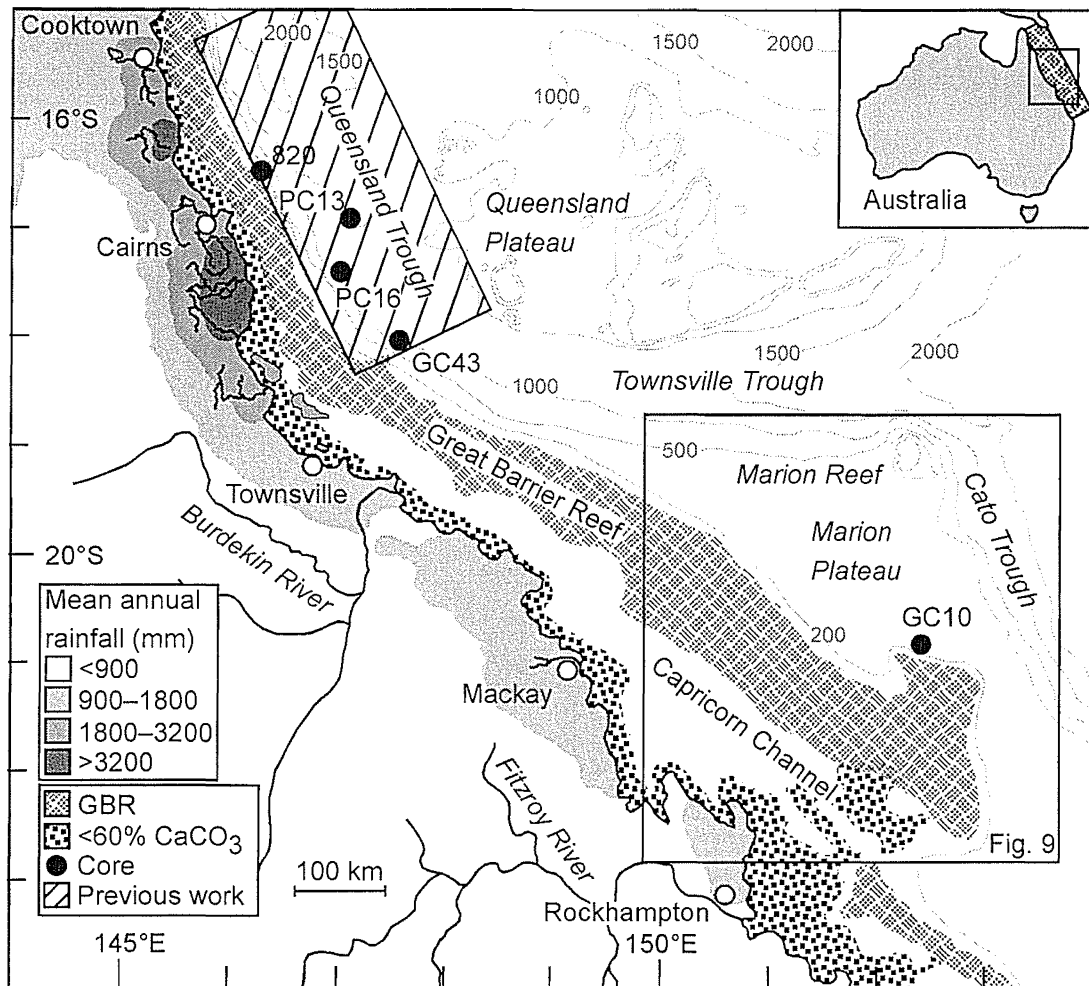 Cooktown
2000
1500
1500
2000
1000
16°S
Queensland Trough
820
PC13
Queensland
Plateau
Australia
Cairns
PC16
GC43
1500
2000
1000
Townsville Trough
500
Great Barrier Reef
Marion Reef
Cato Trough
Townsville
Burdekin River
Marion
Plateau
20°S
GC10
200
Mean annual
rainfall (mm)
<900
900–1800
1800–3200
>3200
Mackay
Capricorn Channel
Fitzroy River
GBR
<60% CaCO3
Core
Previous work
100 km
Fig. 9
Rockhampton
145°E
150°E